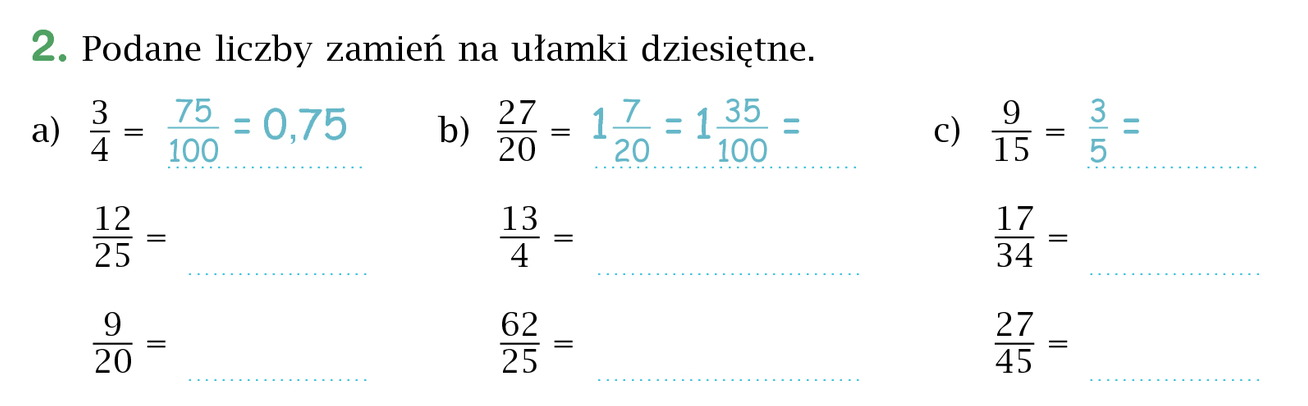 2. Podane liczby zamień na ułamki dziesiętne.
a) 3/4 = 75/100 = 0,75 b) 27/20 = 1 7/20 = 1 35/100 = c) 9/15 = 3/5 =
12/25 = 13/4 = 17/34 =
9/20 = 62/25 = 27/45 =